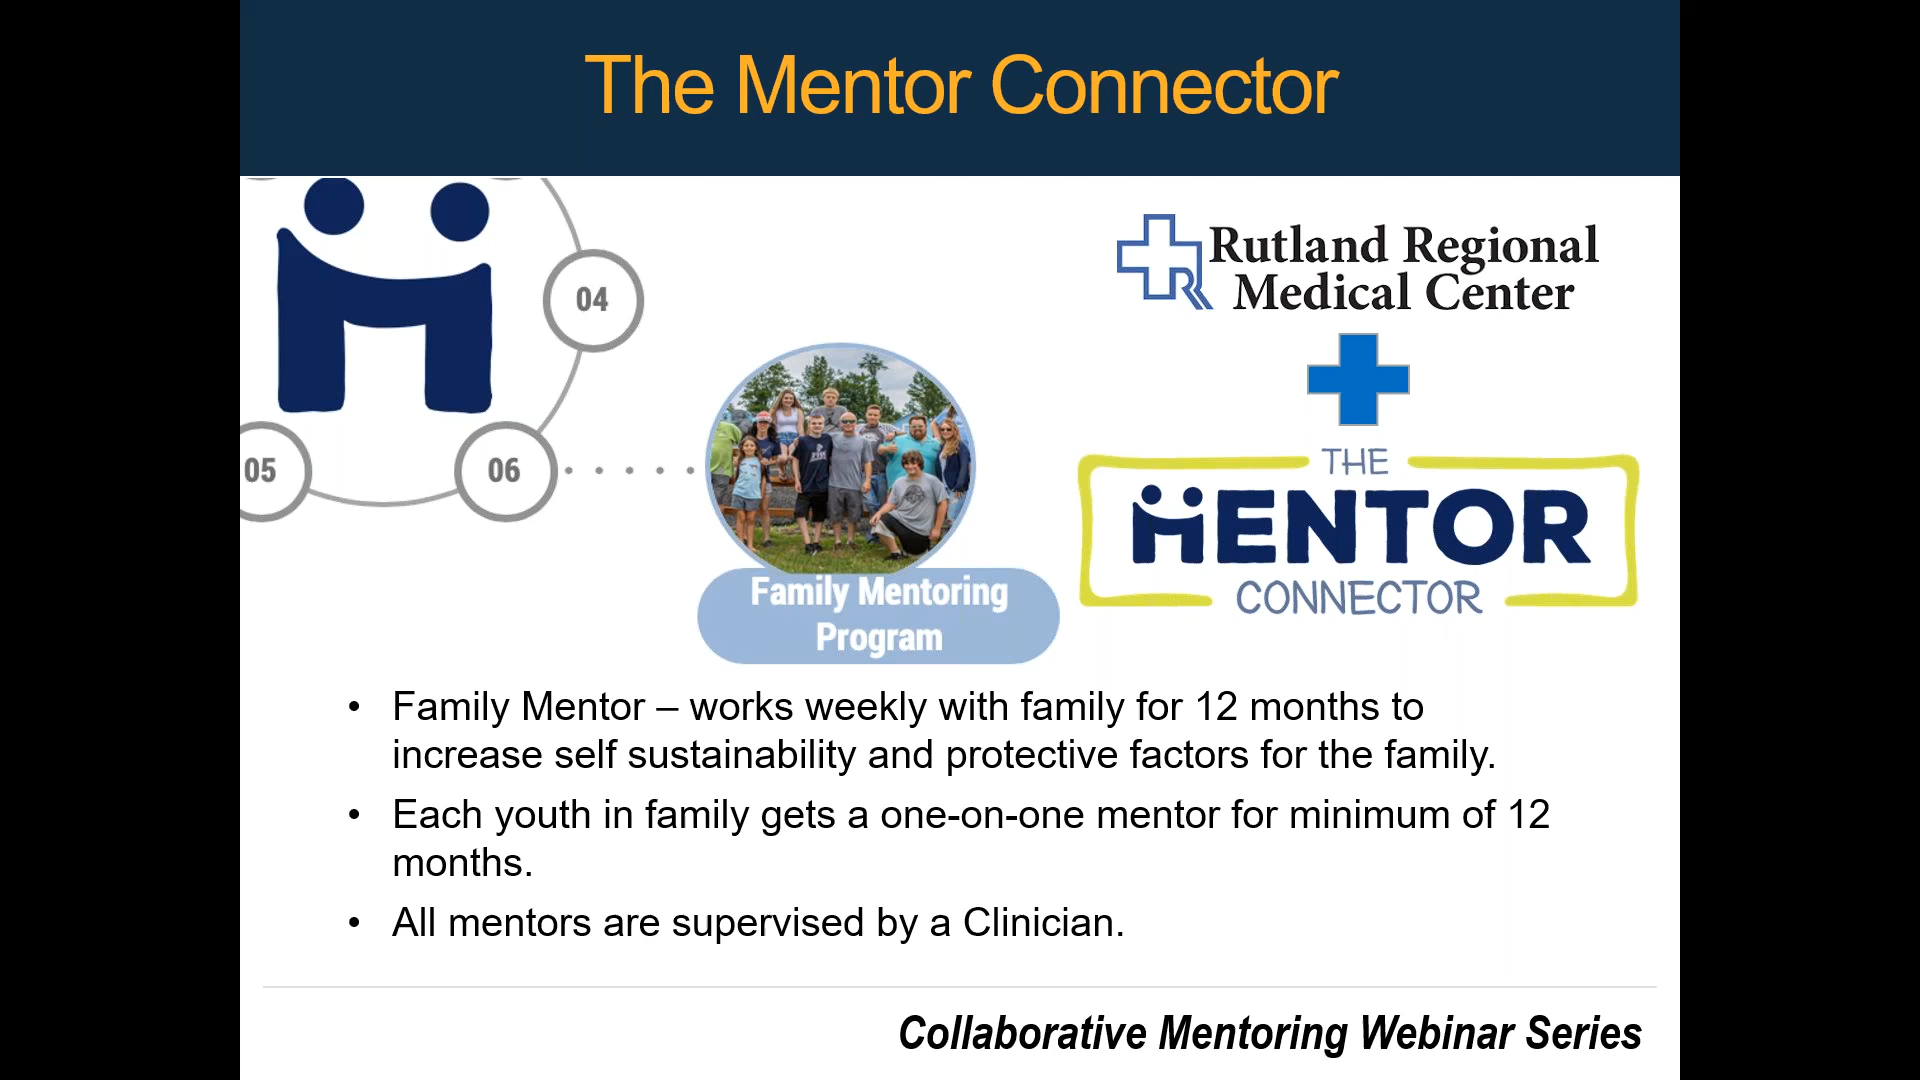 The Mentor Connector
04
05
06
Family Mentoring
Program
Rutland Regional
Medical Center
THE
MENTOR
CONNECTOR
• Family Mentor – works weekly with family for 12 months to
increase self sustainability and protective factors for the family.
• Each youth in family gets a one-on-one mentor for minimum of 12
months.
• All mentors are supervised by a Clinician.
Collaborative Mentoring Webinar Series